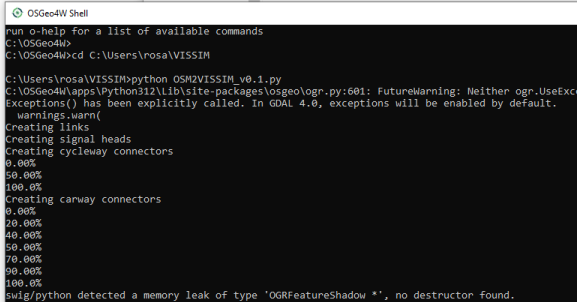 OSGeo4W Shell
run o-help for a list of available commands
C:\OSGeo4W>
C:\OSGeo4W>cd C:\Users\rosa\VISSIM
C:\Users\rosa\VISSIM>python OSM2VISSIM_v0.1.py
C:\OSGeo4W\apps\Python312\Lib\site-packages\osgeo\ogr.py:601: FutureWarning: Neither ogr.UseExc
Exceptions() has been explicitly called. In GDAL 4.0, exceptions will be enabled by default.
warnings.warn(
Creating links
Creating signal heads
Creating cycleway connectors
0.00%
50.00%
100.0%
Creating carway connectors
0.00%
20.00%
40.00%
50.00%
70.00%
90.00%
100.0%
swig/python detected a memory leak of type 'OGRFeatureShadow *', no destructor found.